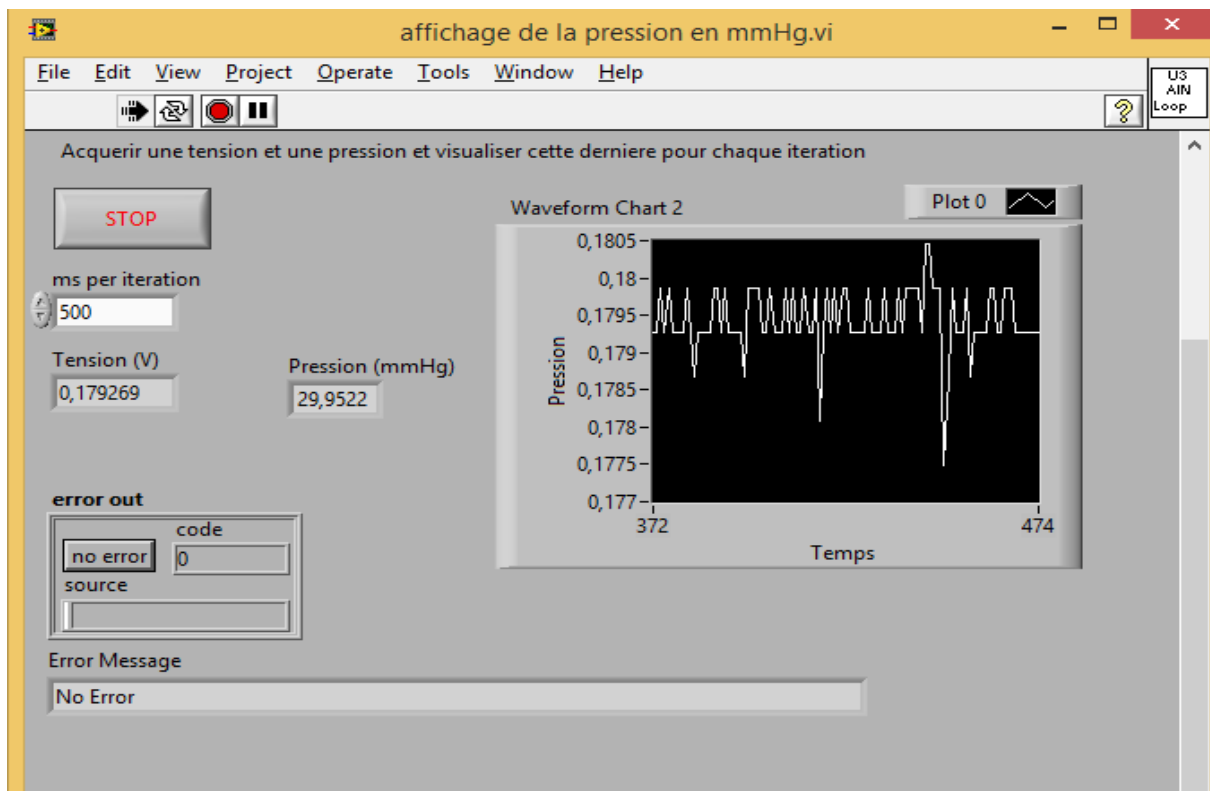 affichage de la pression en mmHg.vi
File Edit View Project Operate Tools Window Help
U3
AIN
Loop
Acquerir une tension et une pression et visualiser cette derniere pour chaque iteration
STOP
ms per iteration
500
Tension (V)
0,179269
Pression (mmHg)
29,9522
Waveform Chart 2
Plot 0
Pression
0,1805
0,18
0,1795
0,179
0,1785
0,178
0,1775
0,177
372
474
Temps
error out
code
no error
0
source
Error Message
No Error